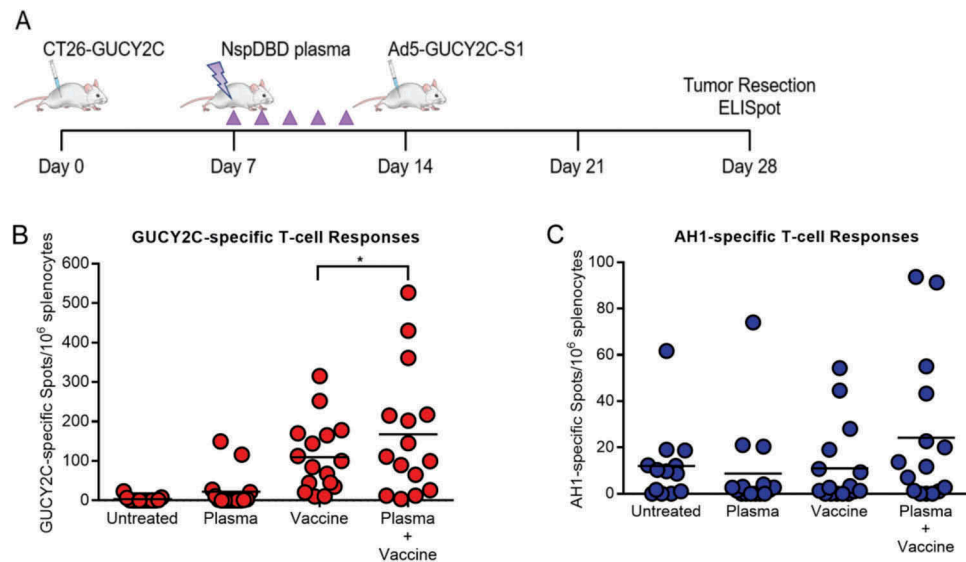 A
CT26-GUCY2C
NspDBD plasma
Ad5-GUCY2C-S1
Tumor Resection
ELISpot
Day 0
Day 7
Day 14
Day 21
Day 28
B
GUCY2C-specific T-cell Responses
GUCY2C-specific Spots/10⁶ splenocytes
600
500
400
300
200
100
0
*
Untreated
Plasma
Vaccine
Plasma
+
Vaccine
C
AH1-specific T-cell Responses
AH1-specific Spots/10⁶ splenocytes
100
80
60
40
20
0
Untreated
Plasma
Vaccine
Plasma
+
Vaccine